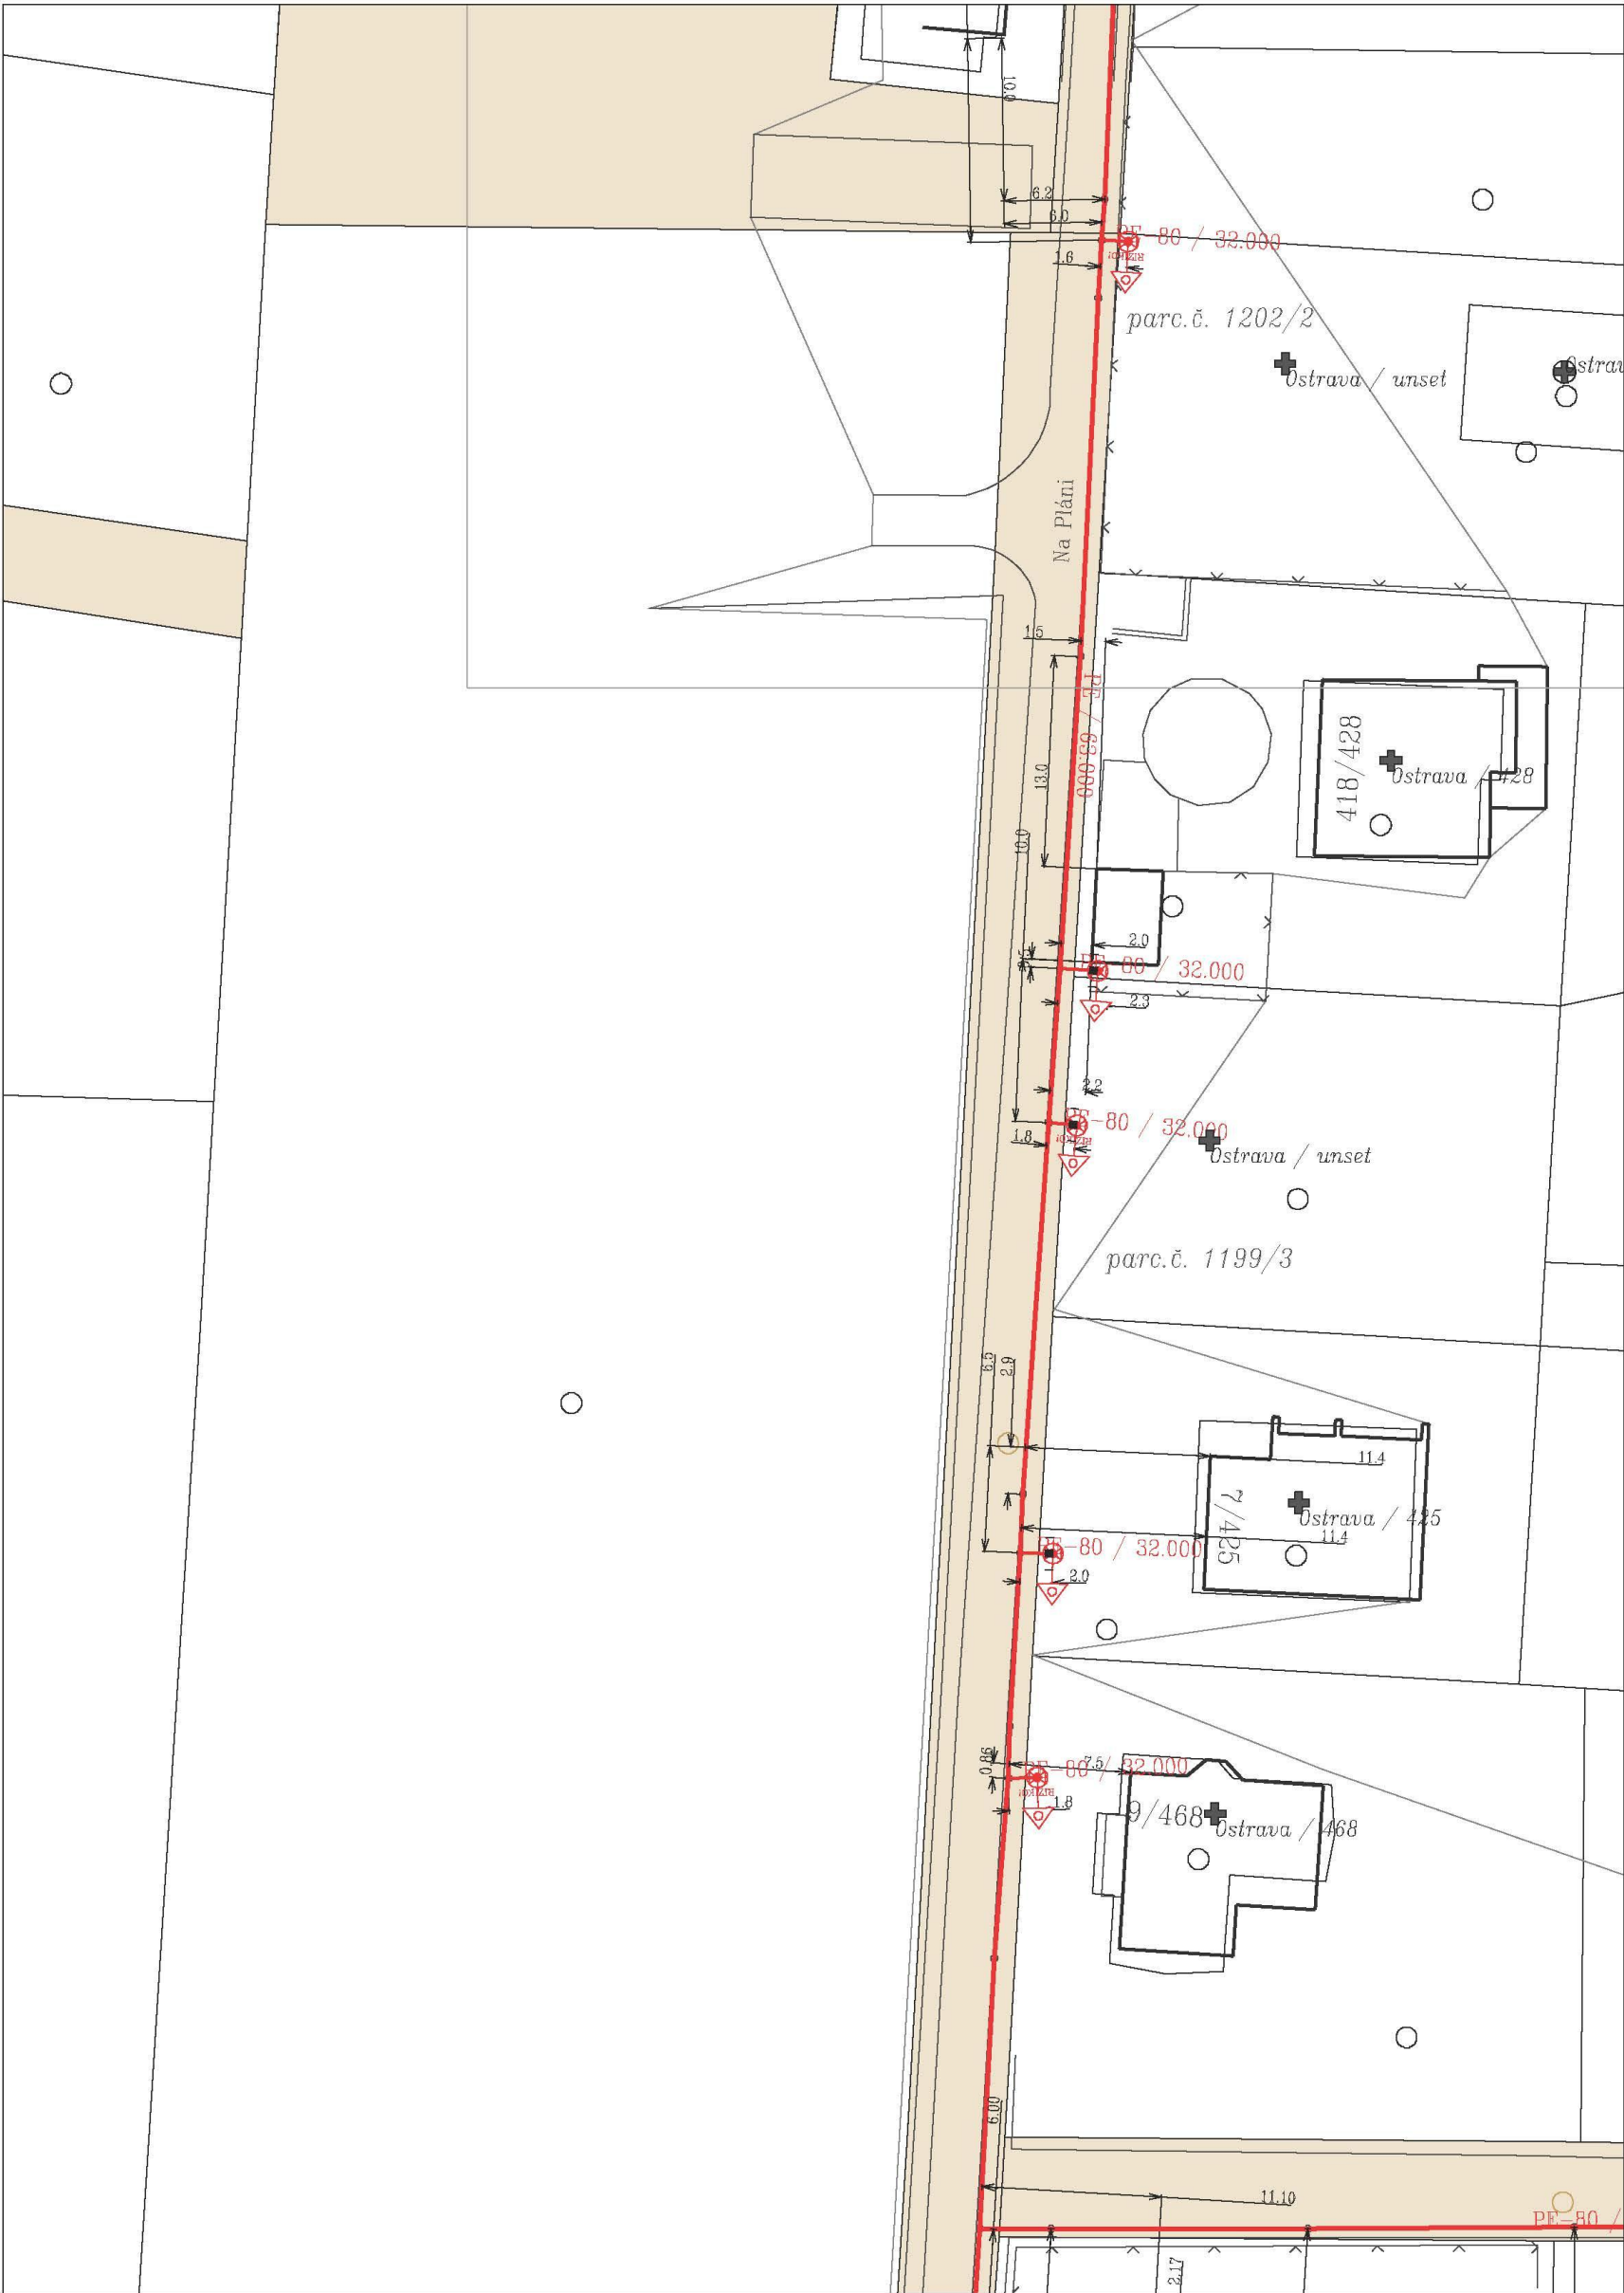 10.0
6.2
6.0
PE-80 / 32.000
RIZIKO!
1.6
parc.č. 1202/2
Ostrava / unset
Ostrav
Na Pláni
1.5
PE / 63.000
13.0
418/428
Ostrava / 428
10.0
2.0
PE-80 / 32.000
2.3
2.2
PE-80 / 32.000
RIZIKO!
1.8
Ostrava / unset
parc.č. 1199/3
6.5
2.9
11.4
7/425
Ostrava / 425
11.4
PE-80 / 32.000
2.0
0.86
7.5
PE-80 / 32.000
RIZIKO!
1.8
9/468
Ostrava / 468
6.00
11.10
PE-80 /
2.17